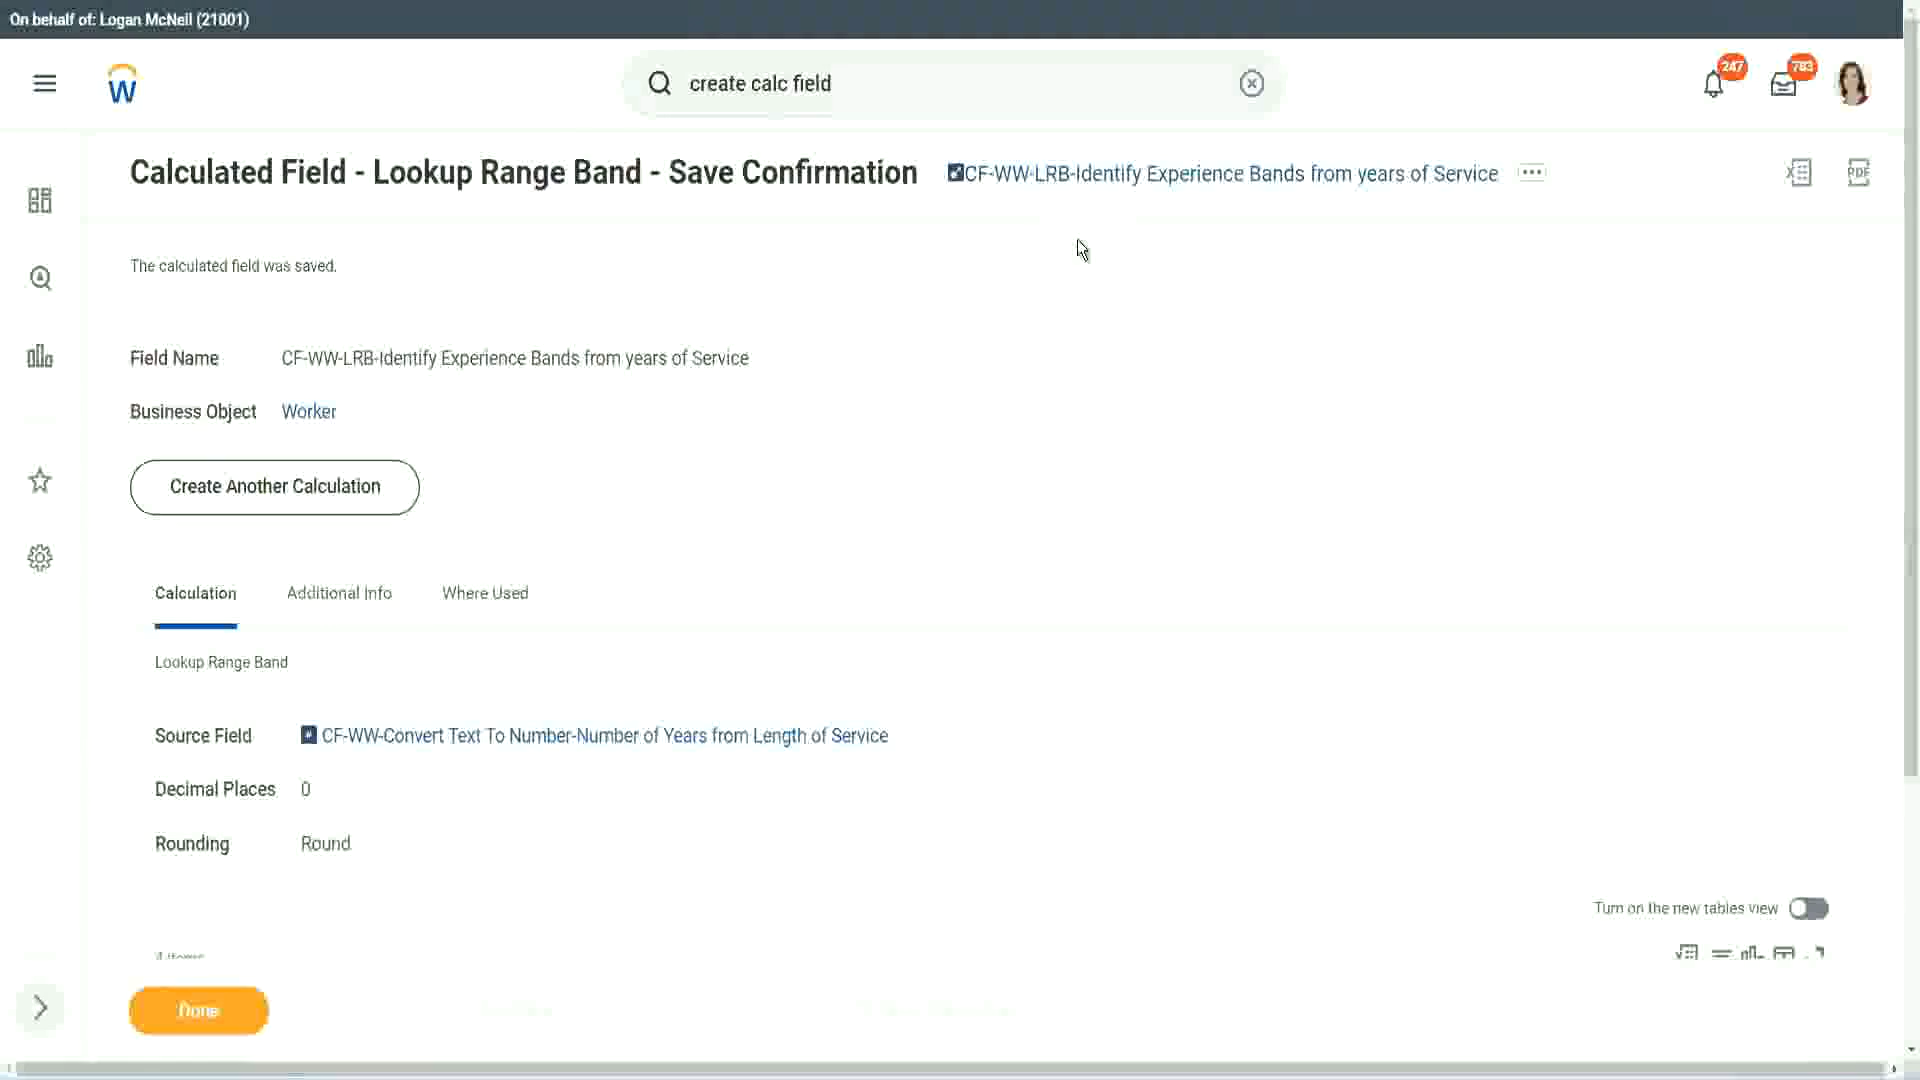 On behalf of: Logan McNeil (21001)
create calc field
247
783
Calculated Field - Lookup Range Band - Save Confirmation
CF-WW-LRB-Identify Experience Bands from years of Service
PDF
The calculated field was saved.
Field Name CF-WW-LRB-Identify Experience Bands from years of Service
Business Object Worker
Create Another Calculation
Calculation Additional Info Where Used
Lookup Range Band
Source Field CF-WW-Convert Text To Number-Number of Years from Length of Service
Decimal Places 0
Rounding Round
Turn on the new tables view
4 items
Done